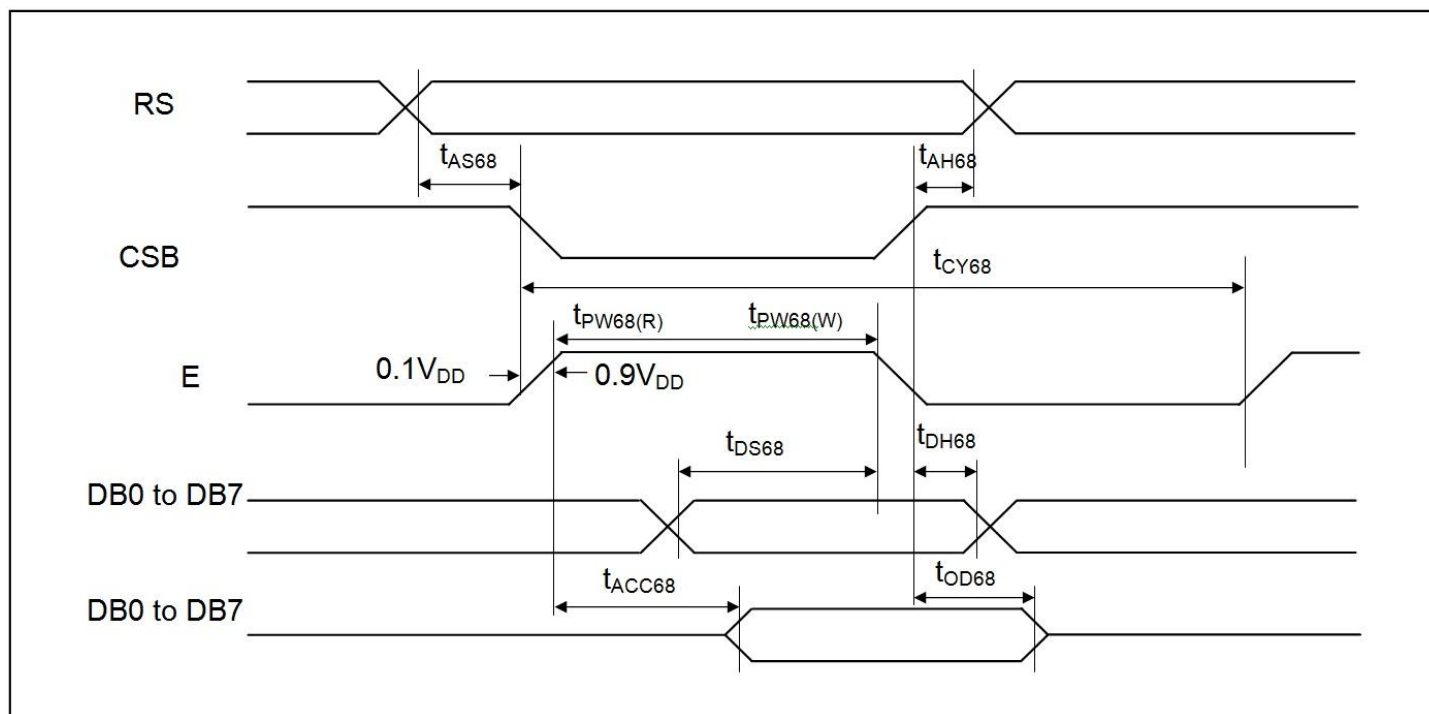 RS
tAS68
tAH68
CSB
tCY68
tPW68(R)
tPW68(W)
E
0.1VDD
0.9VDD
tDS68
tDH68
DB0 to DB7
tACC68
tOD68
DB0 to DB7